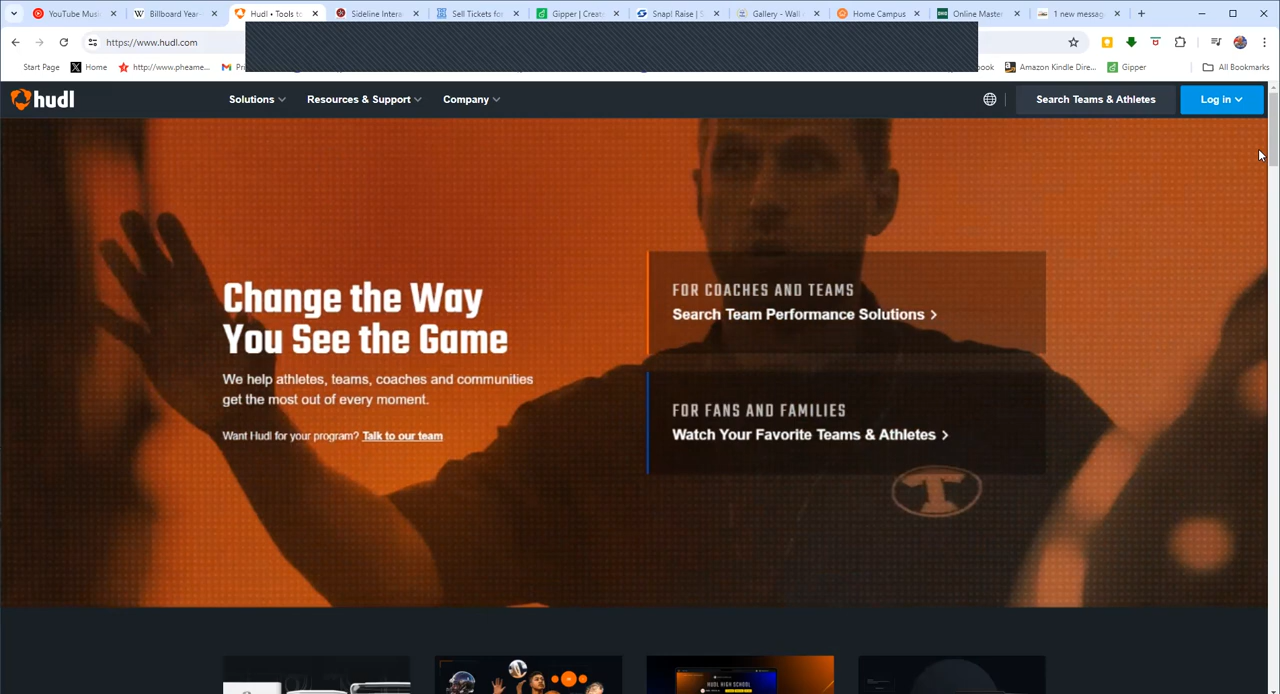 YouTube Musi
Billboard Year-
Hudl • Tools to
Sideline Intera
Sell Tickets for
Gipper | Create
Snap! Raise | S
Gallery - Wall
Home Campus
Online Master
1 new messag
https://www.hudl.com
Start Page
Home
http://www.pheame...
Amazon Kindle Dire...
Gipper
All Bookmarks
hudl
Solutions
Resources & Support
Company
Search Teams & Athletes
Log in
Change the Way
You See the Game
We help athletes, teams, coaches and communities
get the most out of every moment.
Want Hudl for your program? Talk to our team
FOR COACHES AND TEAMS
Search Team Performance Solutions
FOR FANS AND FAMILIES
Watch Your Favorite Teams & Athletes
T
HUDL HIGH SCHOOL